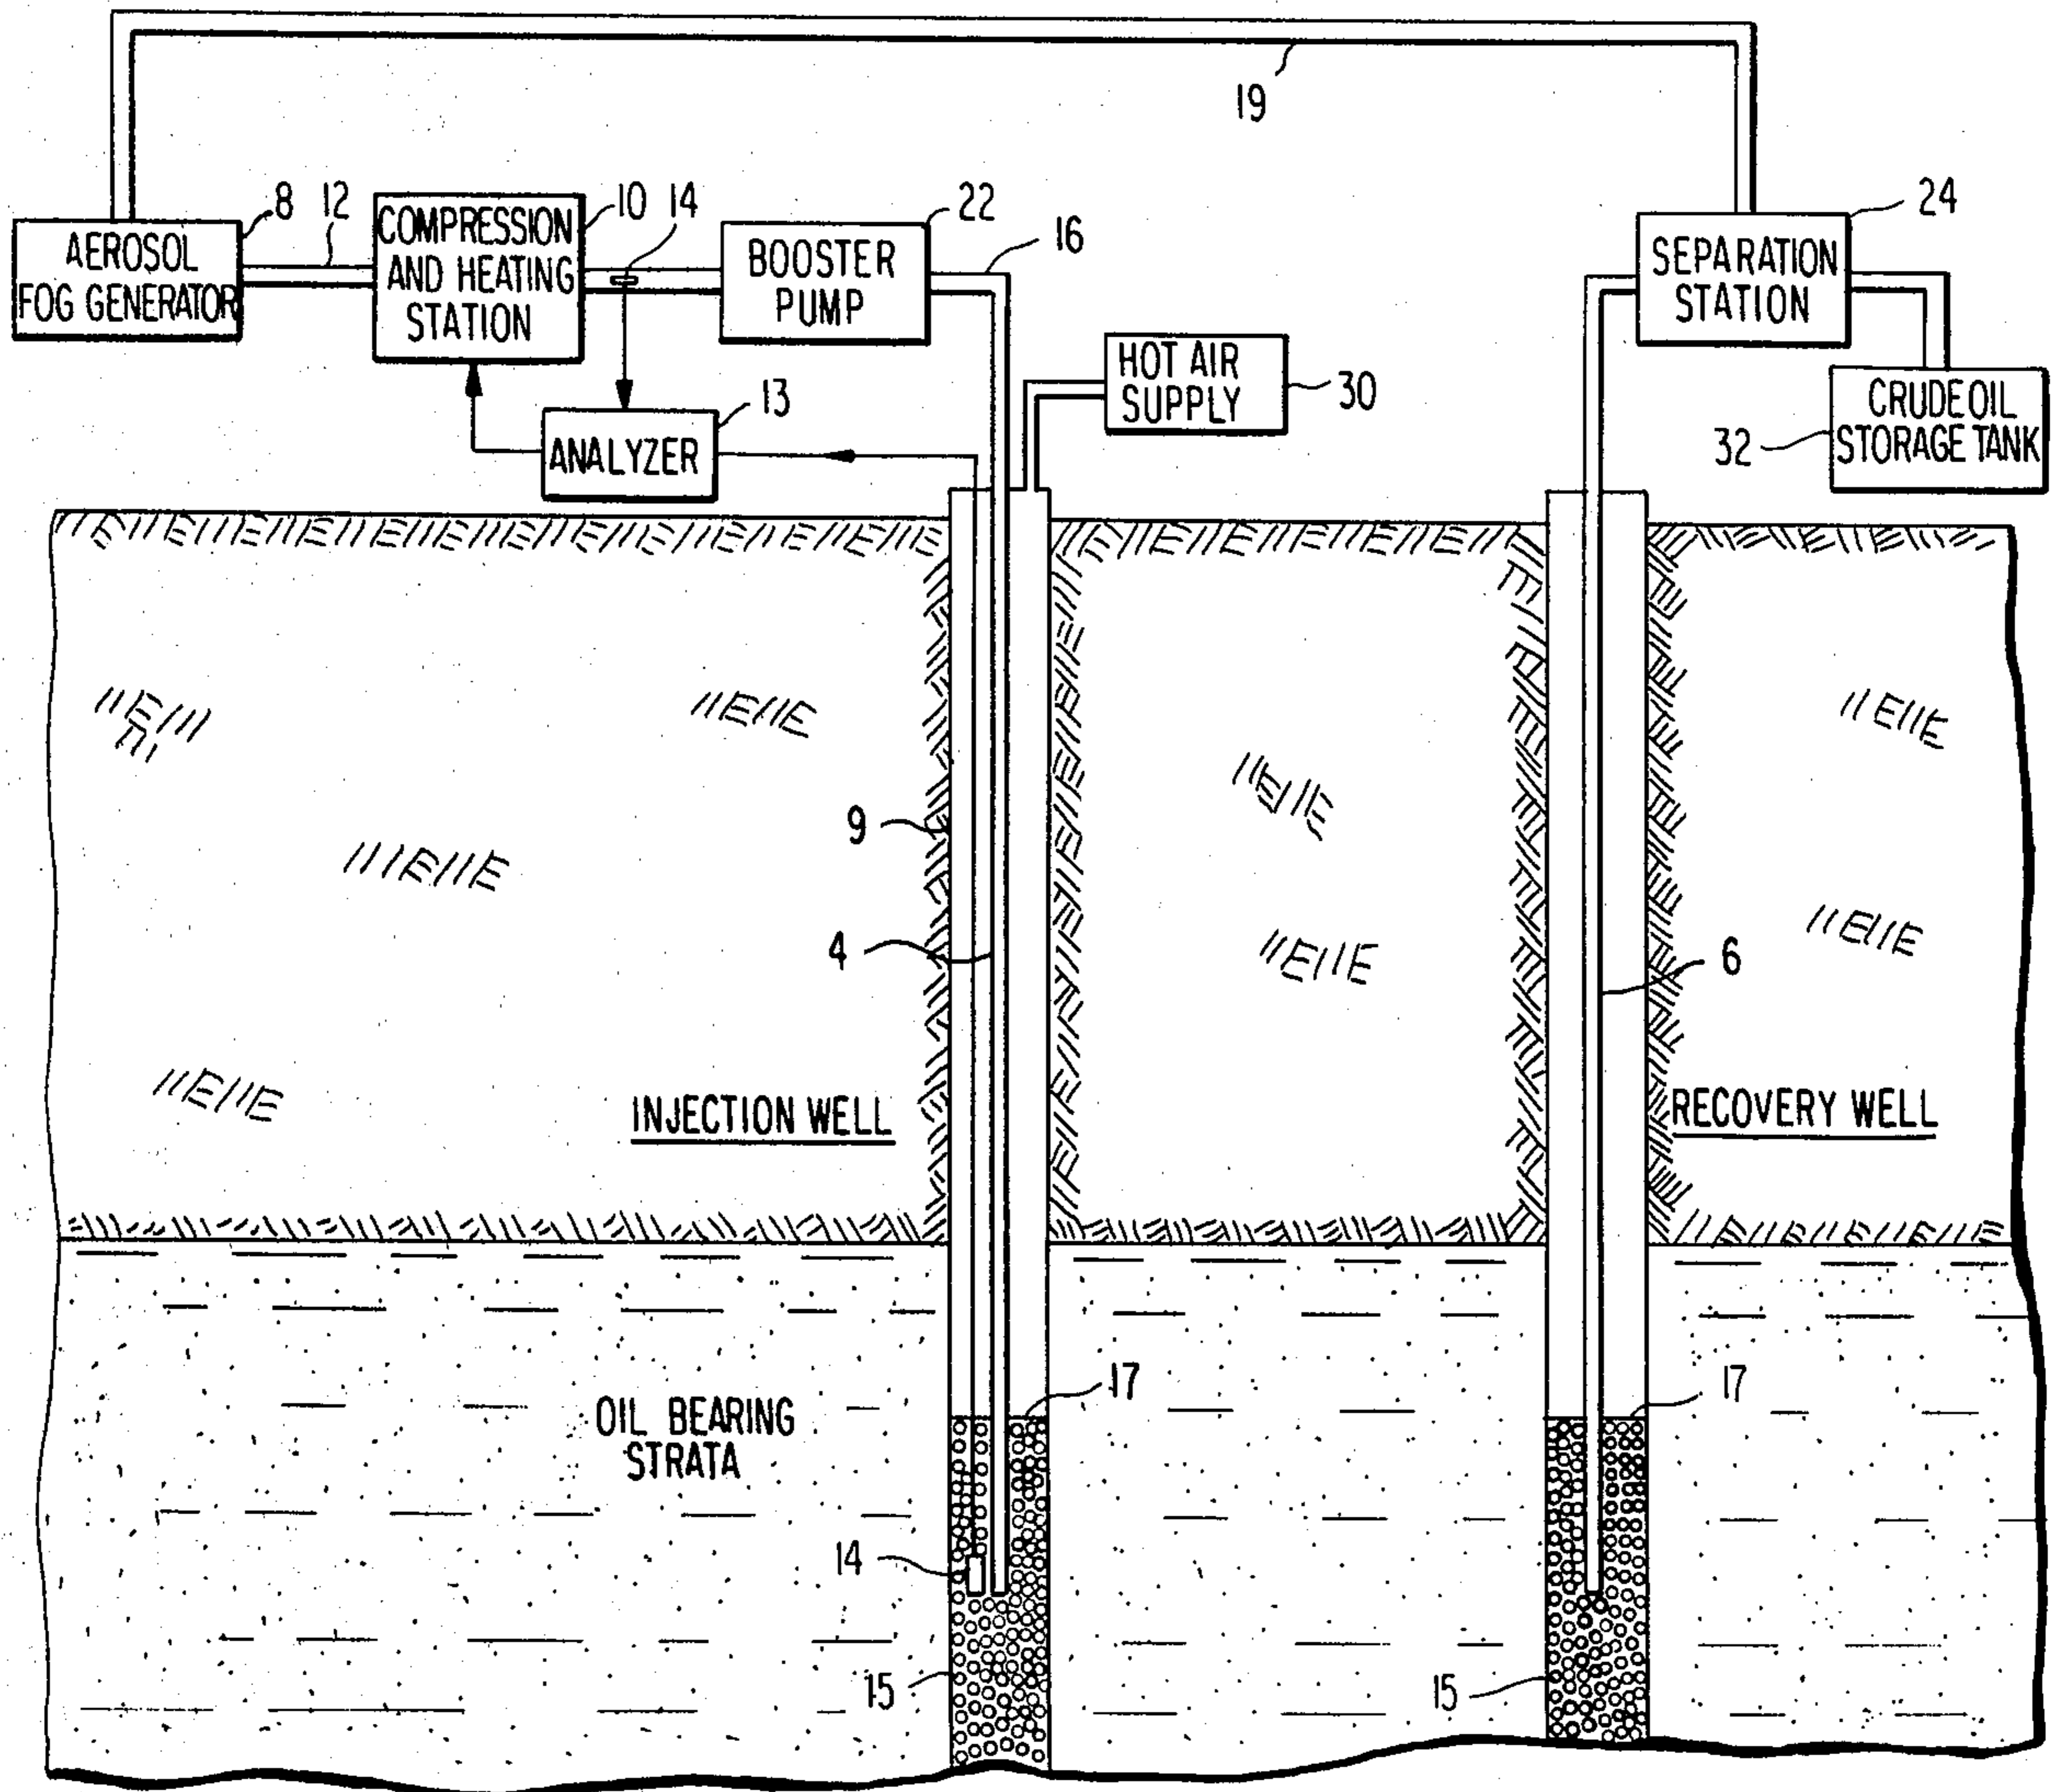 19
8
12
10
14
22
16
24
AEROSOL
FOG GENERATOR
COMPRESSION
AND HEATING
STATION
BOOSTER
PUMP
SEPARATION
STATION
HOT AIR
SUPPLY
30
13
ANALYZER
CRUDE OIL
STORAGE TANK
32
9
4
6
INJECTION WELL
RECOVERY WELL
17
17
OIL BEARING
STRATA
14
15
15